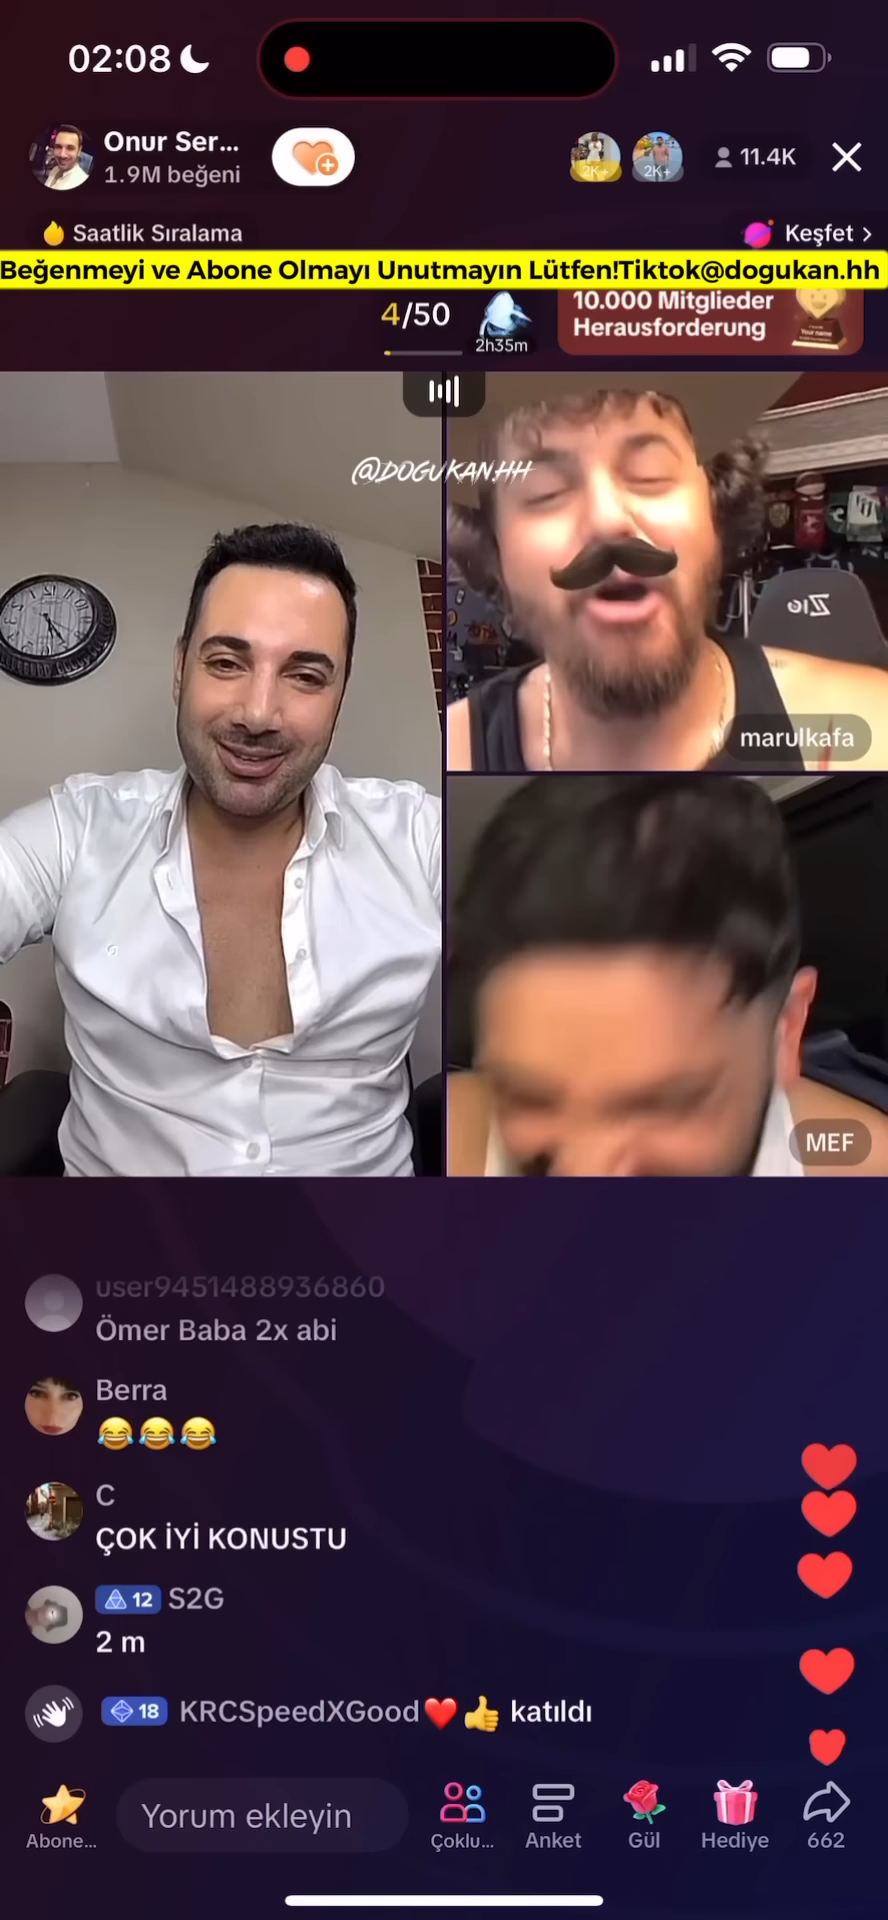 02:08
Onur Ser...
1.9M beğeni
2K+
2K+
11.4K
Saatlik Sıralama
Keşfet >
Beğenmeyi ve Abone Olmayı Unutmayın Lütfen!Tiktok@dogukan.hh
4/50
2h35m
10.000 Mitglieder
Herausforderung
Your name
@DOGUKAN.HH
marulkafa
MEF
user9451488936860
Ömer Baba 2x abi
Berra
😂😂😂
C
ÇOK İYİ KONUSTU
12 S2G
2 m
18 KRCSpeedXGood❤️👍 katıldı
Abone...
Yorum ekleyin
Çoklu...
Anket
Gül
Hediye
662